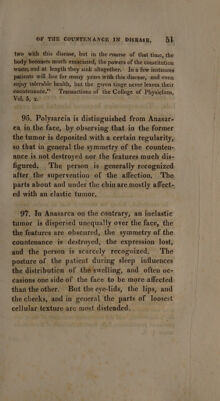 OF THE COUNTENANCE IN DISEASE. 51
two with this disease, but in the course of that time, the
body becomes much emaciated, the powers of the constitution
waste, and at length they sink altogether. In a few instances
patients will live for many years with this disease, and even
enjoy tolerable health, but the green tinge never leaves their
countenance." Transactions of the College of Physicians,
Vol. 5, 2.
96. Polysarcia is distinguished from Anasar-
ca in the face, by observing that in the former
the tumor is deposited with a certain regularity,
so that in general the symmetry of the counten-
ance is not destroyed nor the features much dis-
figured. The person is generally recognized
after the supervention of the affection. The
parts about and under the chin are mostly affect-
ed with an elastic tumor.
97. In Anasarca on the contrary, an inelastic
tumor is dispersed unequally over the face, the
the features are obscured, the symmetry of the
countenance is destroyed, the expression lost,
and the person is scarcely recognized. The
posture of the patient during sleep influences
the distribution of the swelling, and often oc-
casions one side of the face to be more affected
than the other. But the eye-lids, the lips, and
the cheeks, and in general the parts of loosest
cellular texture are most distended.